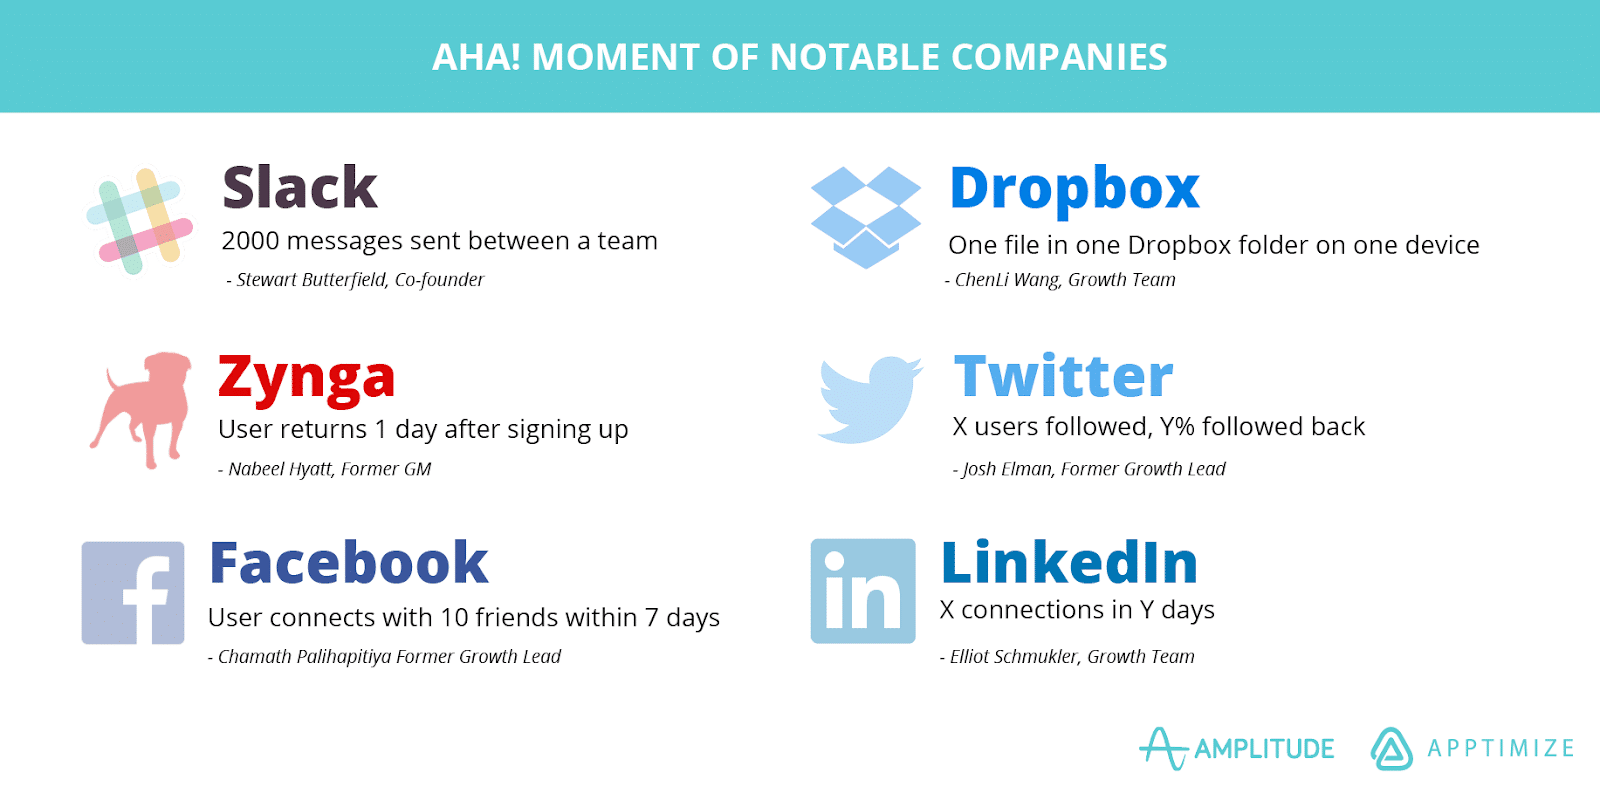 AHA! MOMENT OF NOTABLE COMPANIES
Slack
2000 messages sent between a team
- Stewart Butterfield, Co-founder
Dropbox
One file in one Dropbox folder on one device
- ChenLi Wang, Growth Team
Zynga
User returns 1 day after signing up
- Nabeel Hyatt, Former GM
Twitter
X users followed, Y% followed back
- Josh Elman, Former Growth Lead
f
Facebook
User connects with 10 friends within 7 days
- Chamath Palihapitiya Former Growth Lead
in
LinkedIn
X connections in Y days
- Elliot Schmukler, Growth Team
AMPLITUDE
APPTIMIZE